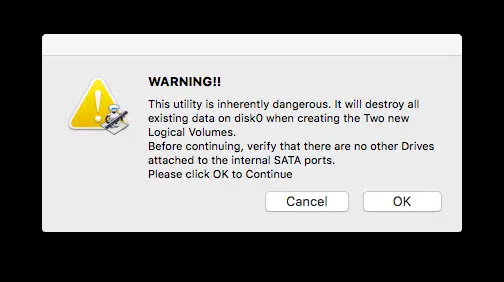 WARNING!!
This utility is inherently dangerous. It will destroy all
existing data on disk0 when creating the Two new
Logical Volumes.
Before continuing, verify that there are no other Drives
attached to the internal SATA ports.
Please click OK to Continue
Cancel
OK